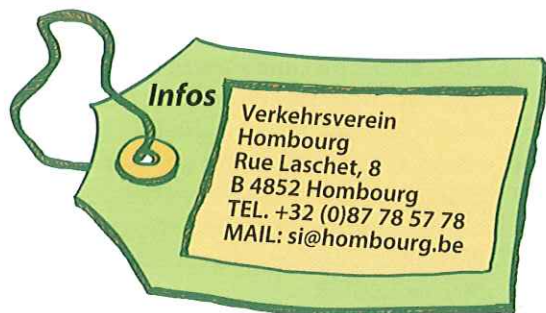 Infos
Verkehrsverein
Hombourg
Rue Laschet, 8
B 4852 Hombourg
TEL. +32 (0)87 78 57 78
MAIL: si@hombourg.be